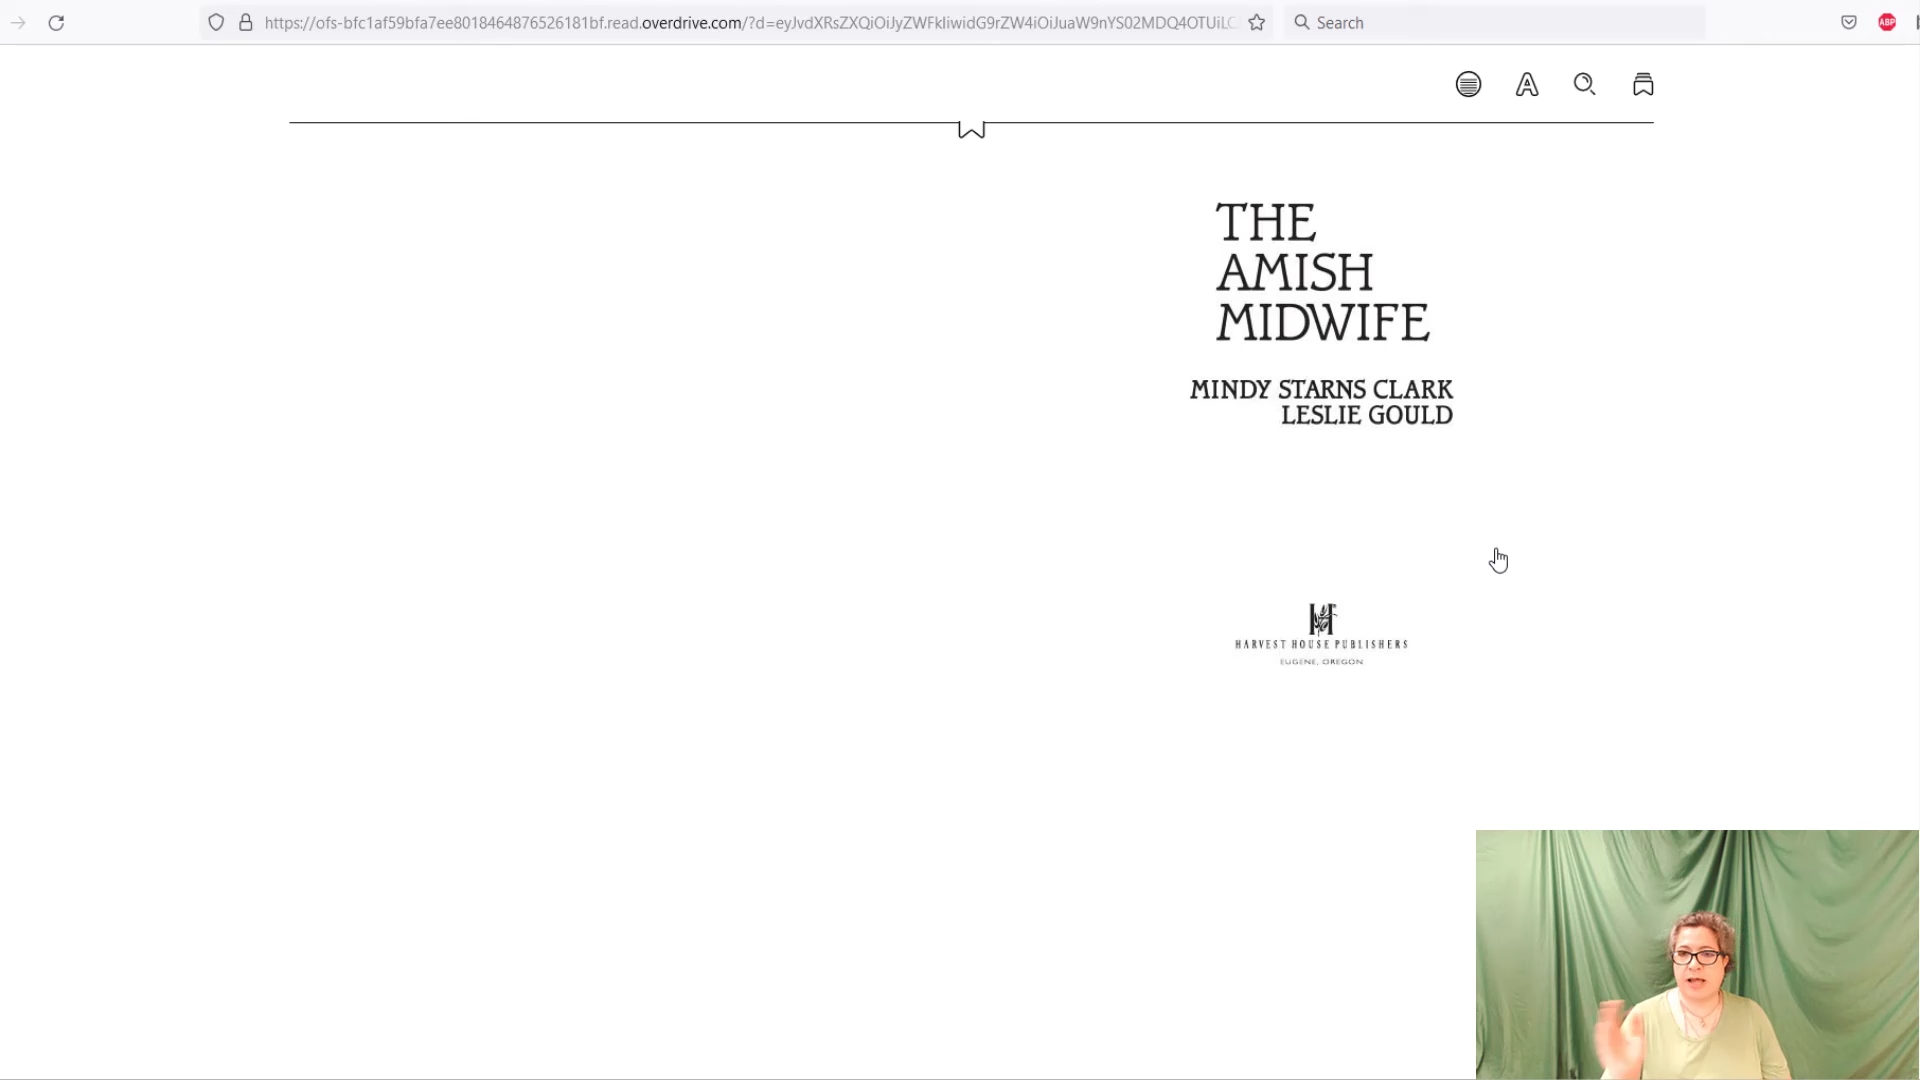 https://ofs-bfc1af59bfa7ee8018464876526181bf.read.overdrive.com/?d=eyJvdXRsZXQiOiJyZWFkIiwidG9rZW4iOiJuaW9nYS02MDQ4OTUiLC
Search
ABP
THE
AMISH
MIDWIFE
MINDY STARNS CLARK
LESLIE GOULD
H
HARVEST HOUSE PUBLISHERS
EUGENE, OREGON